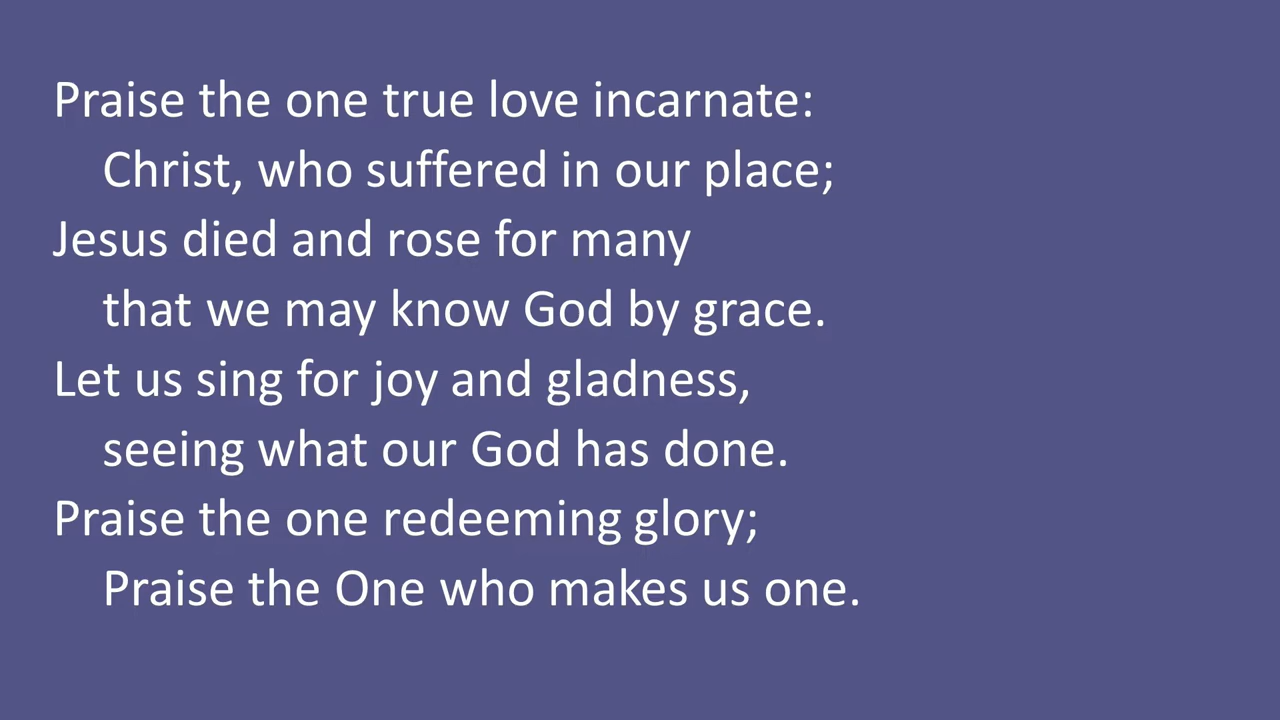 Praise the one true love incarnate:
Christ, who suffered in our place;
Jesus died and rose for many
that we may know God by grace.
Let us sing for joy and gladness,
seeing what our God has done.
Praise the one redeeming glory;
Praise the One who makes us one.